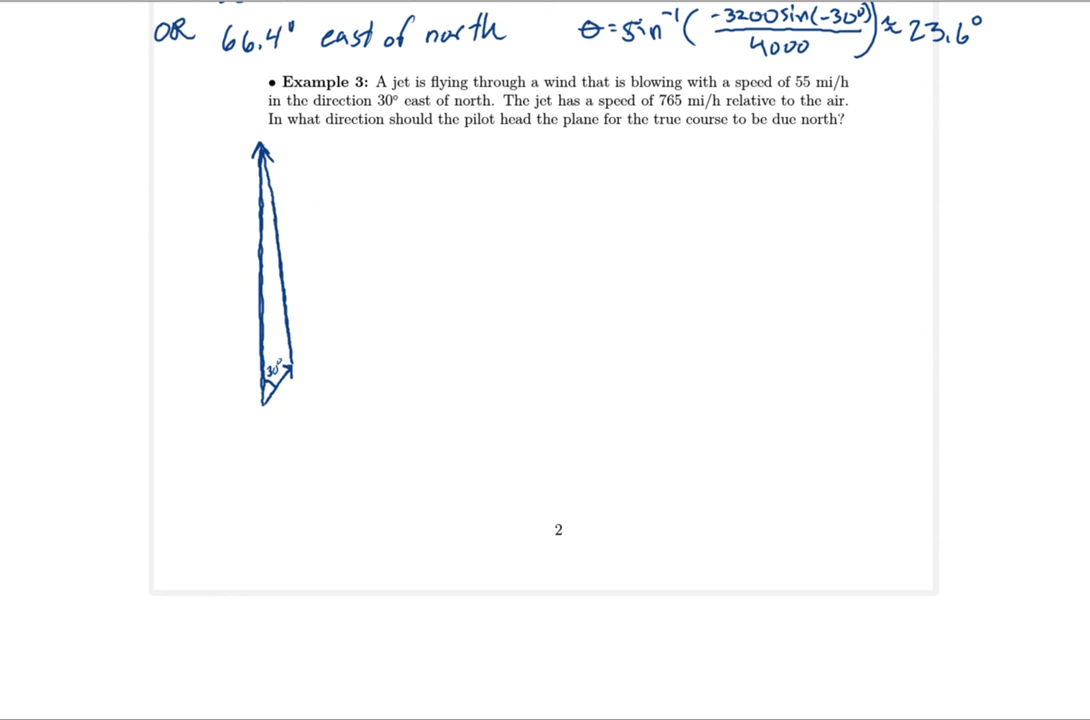 OR 66.4° east of north θ = sin⁻¹(-3200sin(-30°)/4000) ≈ 23.6°
• Example 3: A jet is flying through a wind that is blowing with a speed of 55 mi/h
in the direction 30° east of north. The jet has a speed of 765 mi/h relative to the air.
In what direction should the pilot head the plane for the true course to be due north?
30°
2